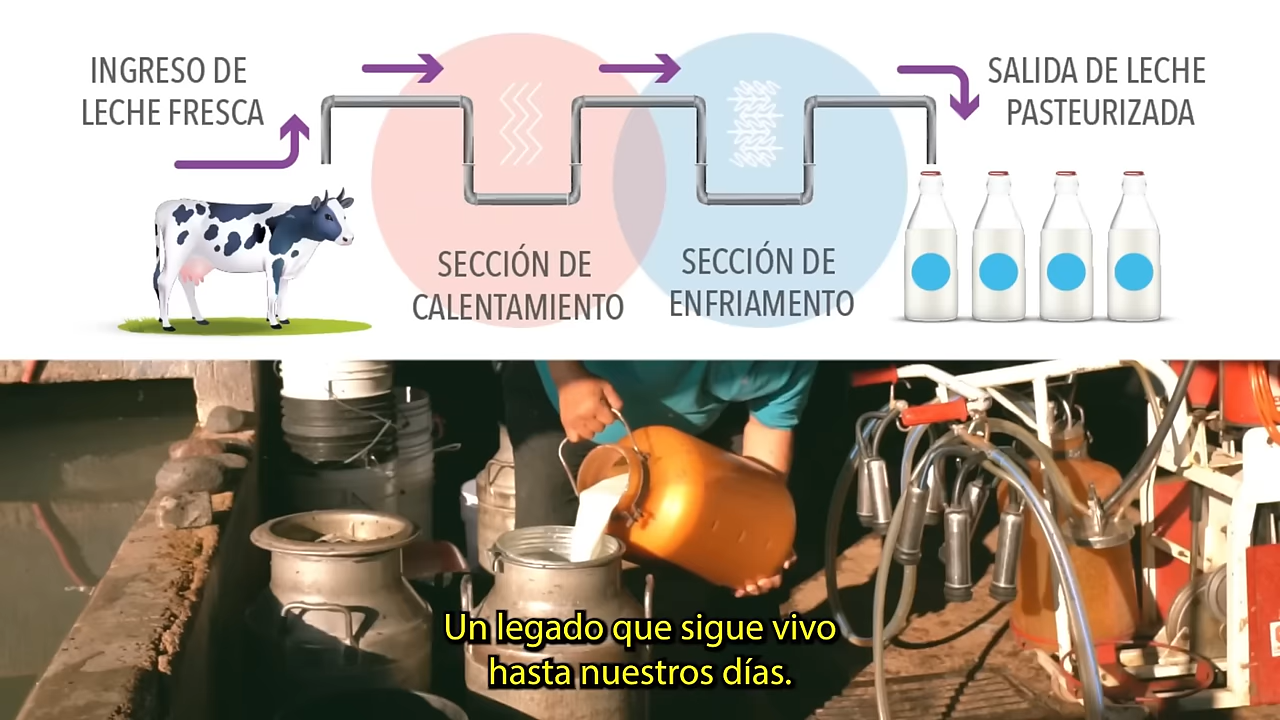 INGRESO DE
LECHE FRESCA
SECCIÓN DE
CALENTAMIENTO
SECCIÓN DE
ENFRIAMENTO
SALIDA DE LECHE
PASTEURIZADA
Un legado que sigue vivo
hasta nuestros días.